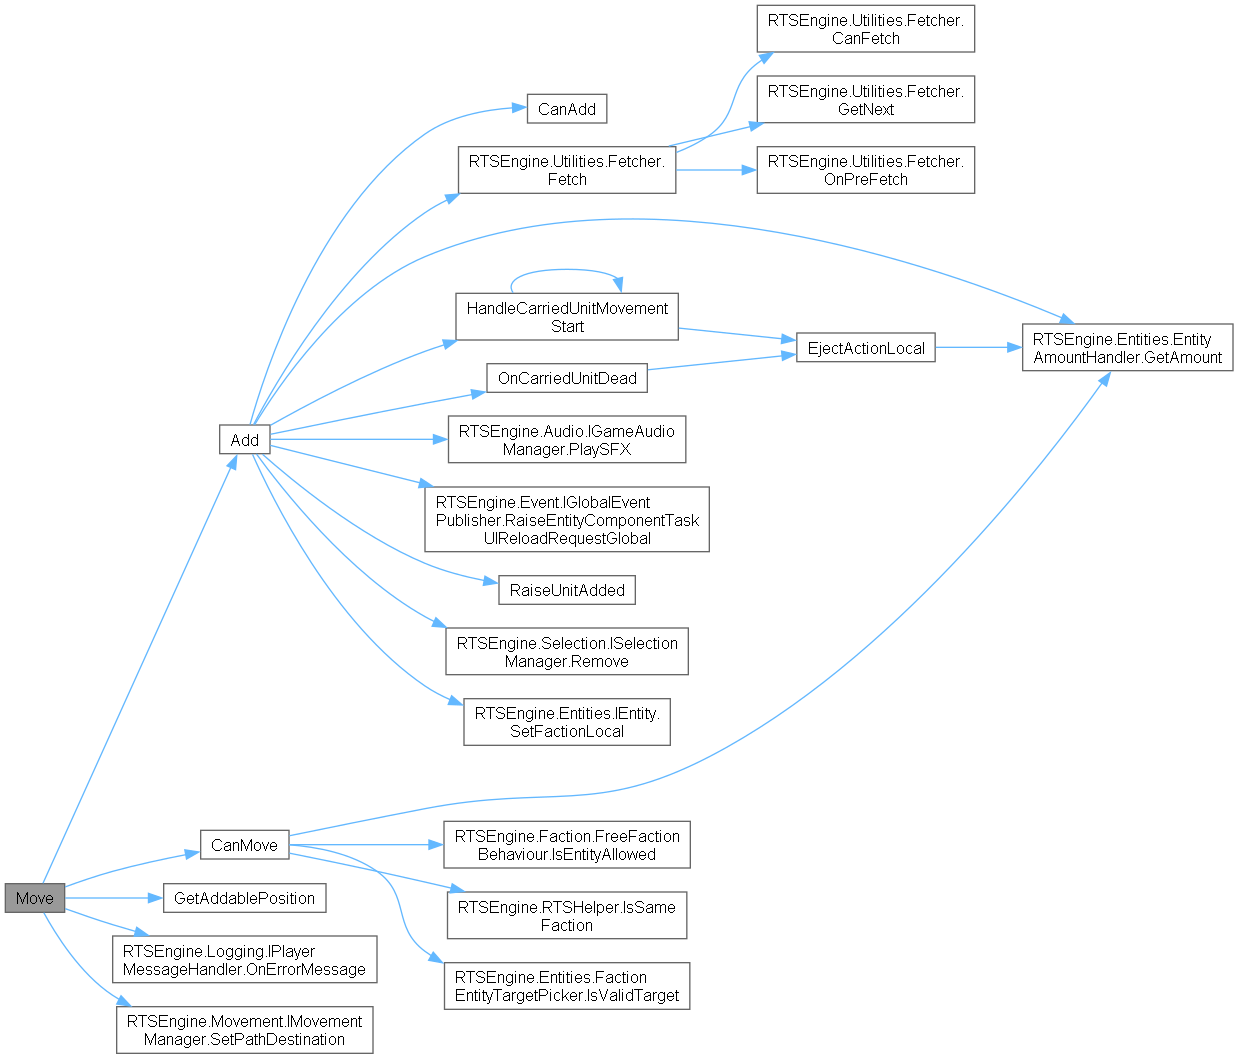 RTSEngine.Utilities.Fetcher.
CanFetch
RTSEngine.Utilities.Fetcher.
GetNext
CanAdd
RTSEngine.Utilities.Fetcher.
Fetch
RTSEngine.Utilities.Fetcher.
OnPreFetch
HandleCarriedUnitMovement
Start
EjectActionLocal
RTSEngine.Entities.Entity
AmountHandler.GetAmount
OnCarriedUnitDead
Add
RTSEngine.Audio.IGameAudio
Manager.PlaySFX
RTSEngine.Event.IGlobalEvent
Publisher.RaiseEntityComponentTask
UIReloadRequestGlobal
RaiseUnitAdded
RTSEngine.Selection.ISelection
Manager.Remove
RTSEngine.Entities.IEntity.
SetFactionLocal
CanMove
RTSEngine.Faction.FreeFaction
Behaviour.IsEntityAllowed
Move
GetAddablePosition
RTSEngine.RTSHelper.IsSame
Faction
RTSEngine.Logging.IPlayer
MessageHandler.OnErrorMessage
RTSEngine.Entities.Faction
EntityTargetPicker.IsValidTarget
RTSEngine.Movement.IMovement
Manager.SetPathDestination